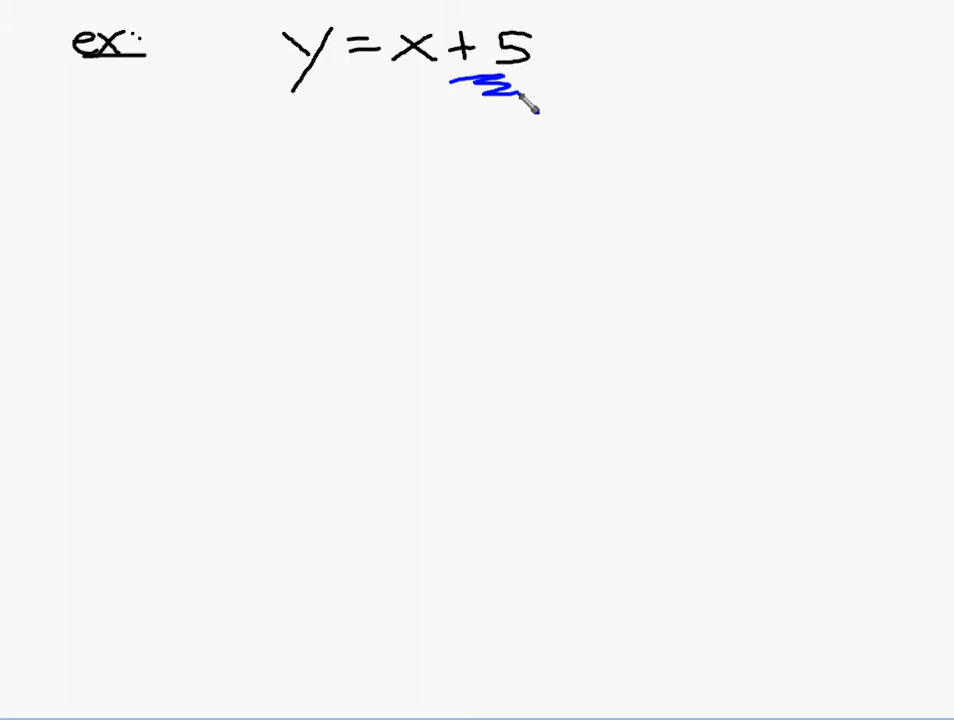 ex: y = x + 5